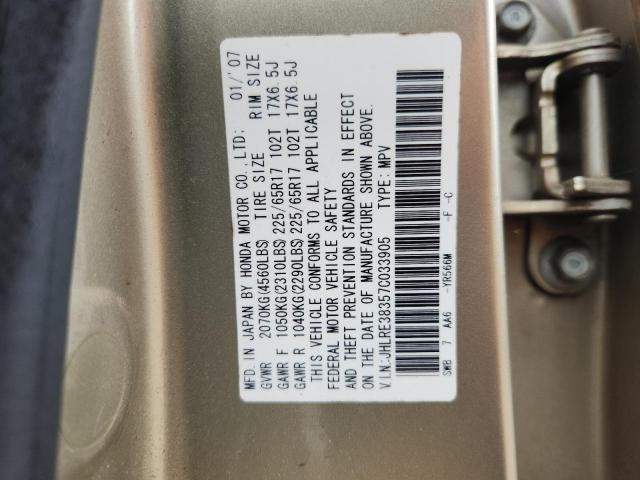 MFD.IN JAPAN BY HONDA MOTOR CO.,LTD: 01/'07
GVWR 2070KG(4560LBS) TIRE SIZE RIM SIZE
GAWR F 1050KG(2310LBS)225/65R17 102T 17X6.5J
GAWR R 1040KG(2290LBS)225/65R17 102T 17X6.5J
THIS VEHICLE CONFORMS TO ALL APPLICABLE
FEDERAL MOTOR VEHICLE SAFETY
AND THEFT PREVENTION STANDARDS IN EFFECT
ON THE DATE OF MANUFACTURE SHOWN ABOVE.
V.I.N:JHLRE38357C033905 TYPE: MPV
SWB 7 AA6 -YR566M -F -C